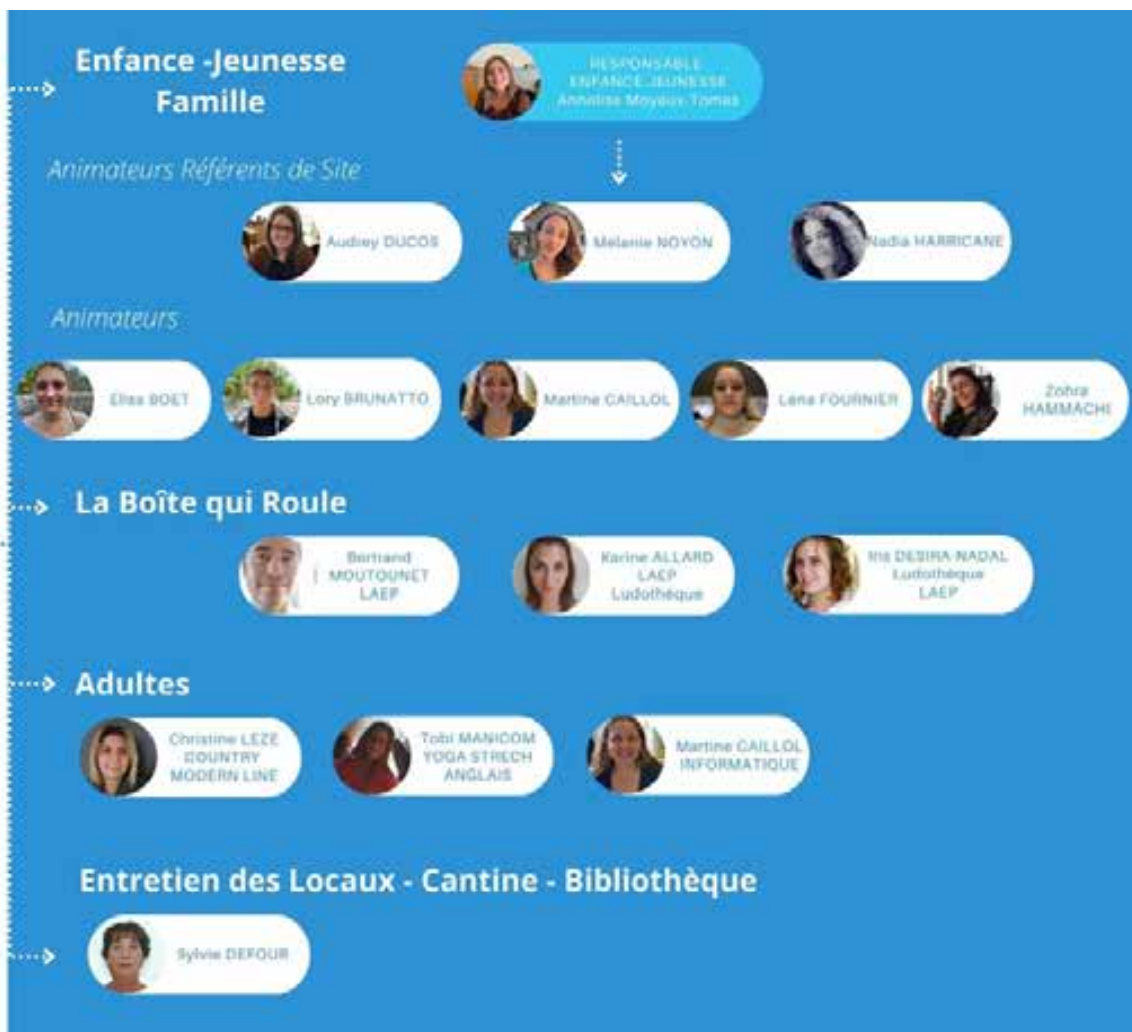 Enfance -Jeunesse
Famille
RESPONSABLE
ENFANCE-JEUNESSE
Annelise Moyaux-Tomas
Animateurs Référents de Site
Audrey DUCOS
Mélanie NOYON
Nadia HARRICANE
Animateurs
Elisa BOET
Lory BRUNATTO
Martine CAILLOL
Lena FOURNIER
Zohra
HAMMACHI
La Boîte qui Roule
Bertrand
MOUTOUNET
LAEP
Karine ALLARD
LAEP
Ludothèque
Iris DEBIRA-NADAL
Ludothèque
LAEP
Adultes
Christine LEZE
COUNTRY
MODERN LINE
Tobi MANICOM
YOGA STRECH
ANGLAIS
Martine CAILLOL
INFORMATIQUE
Entretien des Locaux - Cantine - Bibliothèque
Sylvie DEFOUR